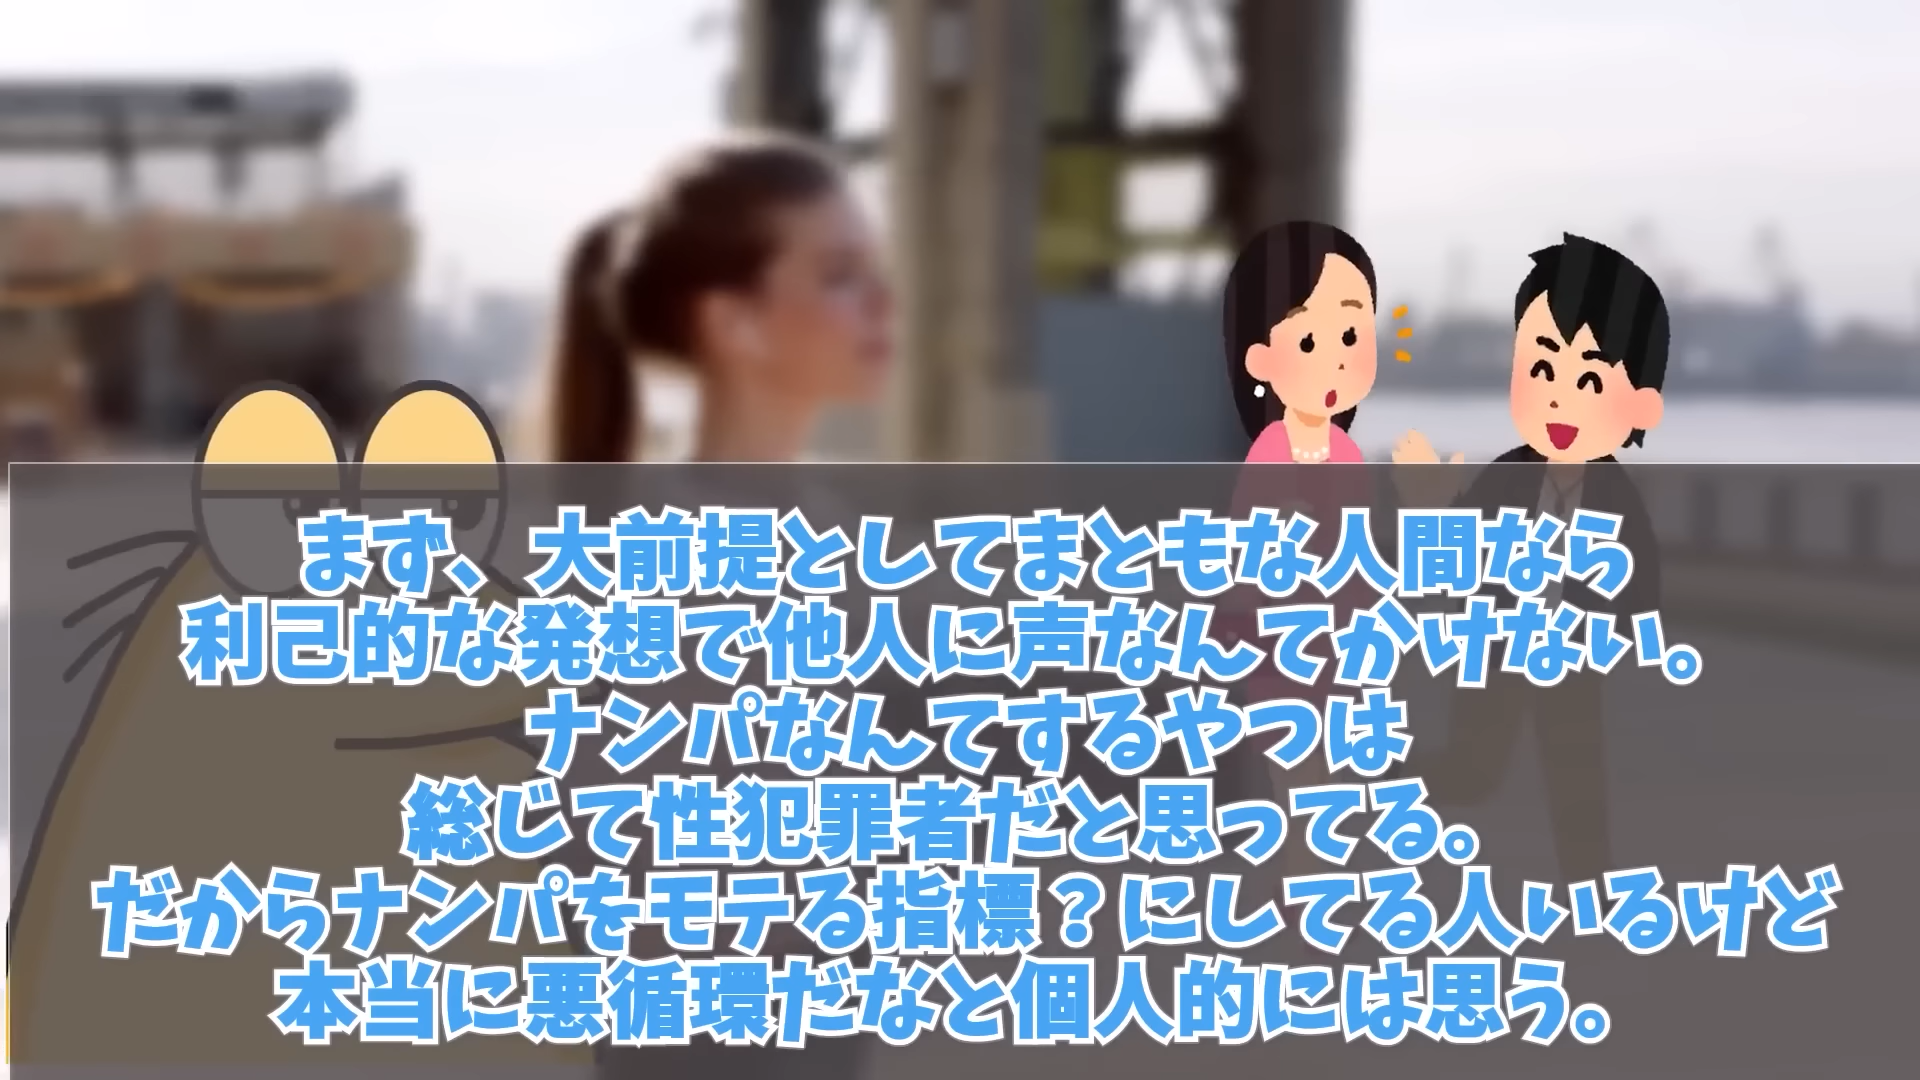 まず、大前提としてまともな人間なら
利己的な発想で他人に声なんてかけない。
ナンパなんてするやつは
総じて性犯罪者だと思ってる。
だからナンパをモテる指標？にしてる人いるけど
本当に悪循環だなと個人的には思う。